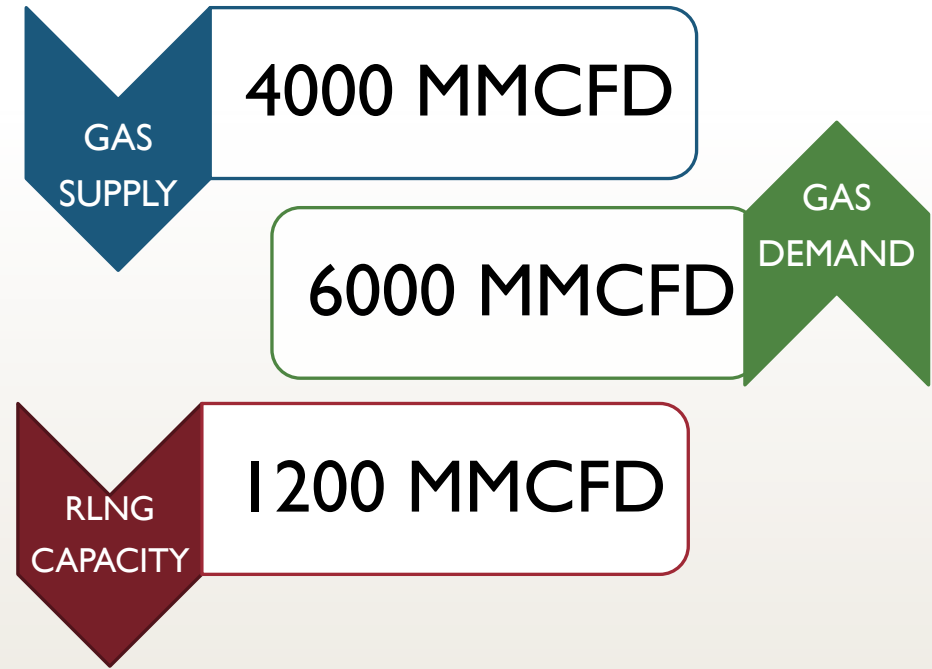 GAS
SUPPLY
4000 MMCFD
6000 MMCFD
GAS
DEMAND
RLNG
CAPACITY
1200 MMCFD